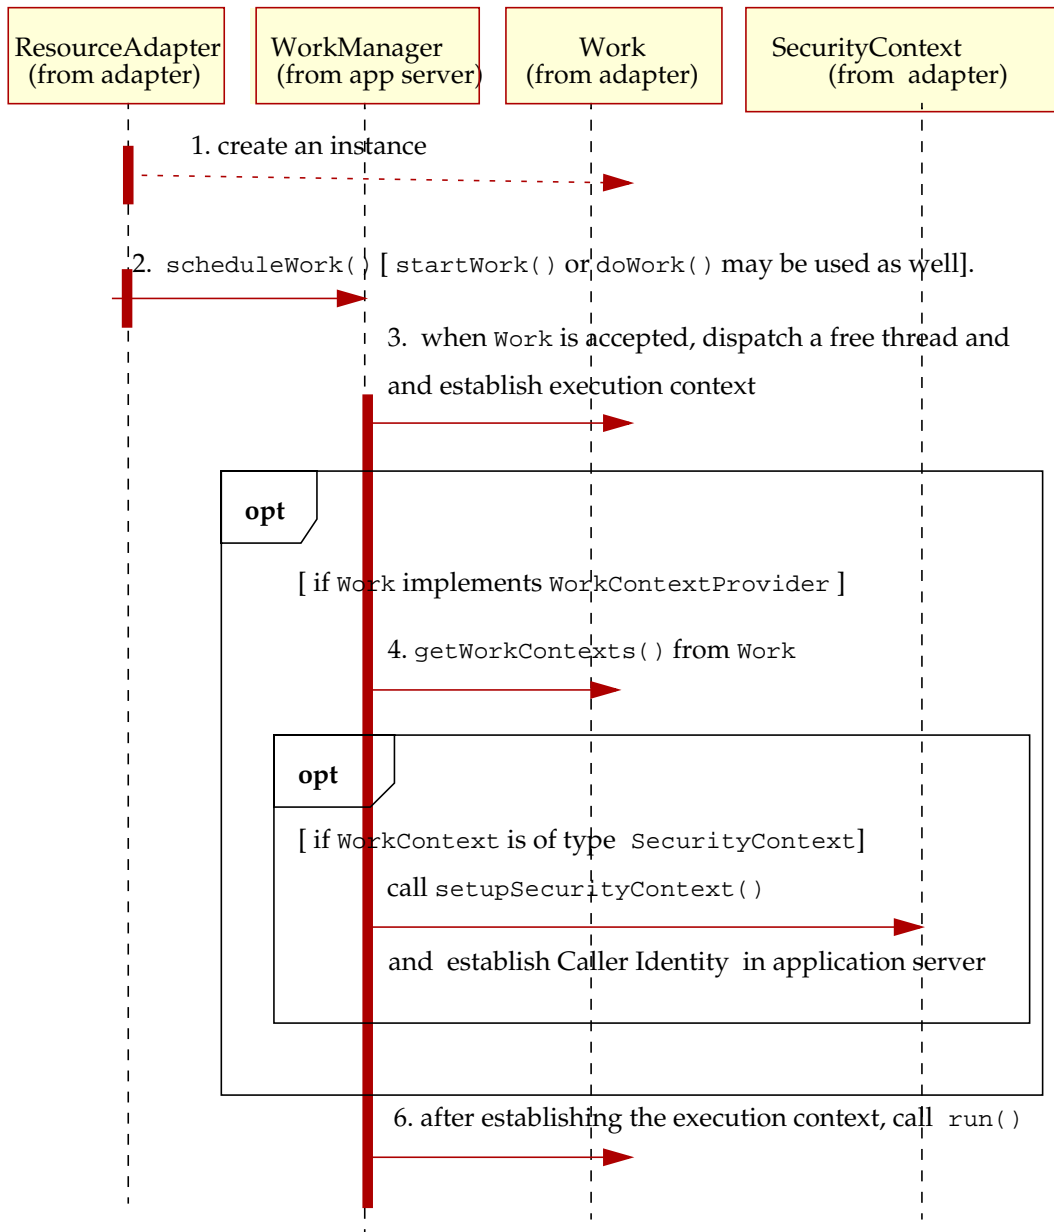 ResourceAdapter
(from adapter)
WorkManager
(from app server)
Work
(from adapter)
SecurityContext
(from adapter)
1. create an instance
2. scheduleWork() [ startWork() or doWork() may be used as well].
3. when Work is accepted, dispatch a free thread and
and establish execution context
opt
[ if Work implements WorkContextProvider ]
4. getWorkContexts() from Work
opt
[ if WorkContext is of type SecurityContext]
call setupSecurityContext()
and establish Caller Identity in application server
6. after establishing the execution context, call run()